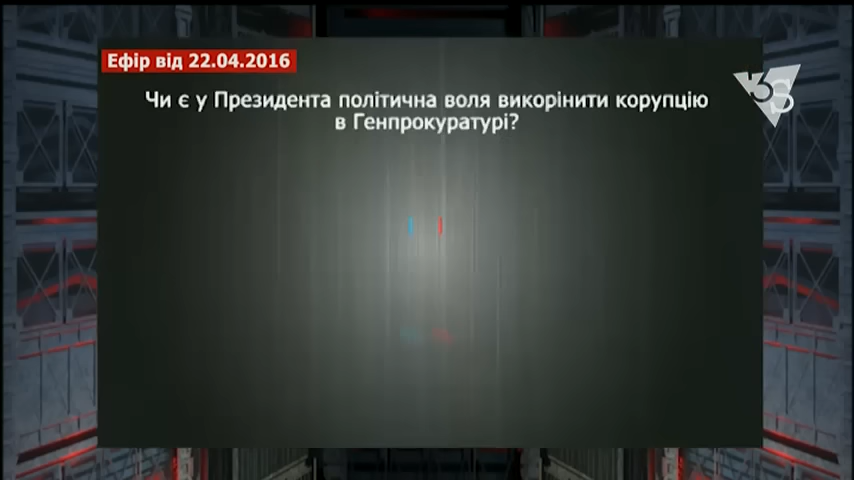 Ефір від 22.04.2016
Чи є у Президента політична воля викорінити корупцію
в Генпрокуратурі?